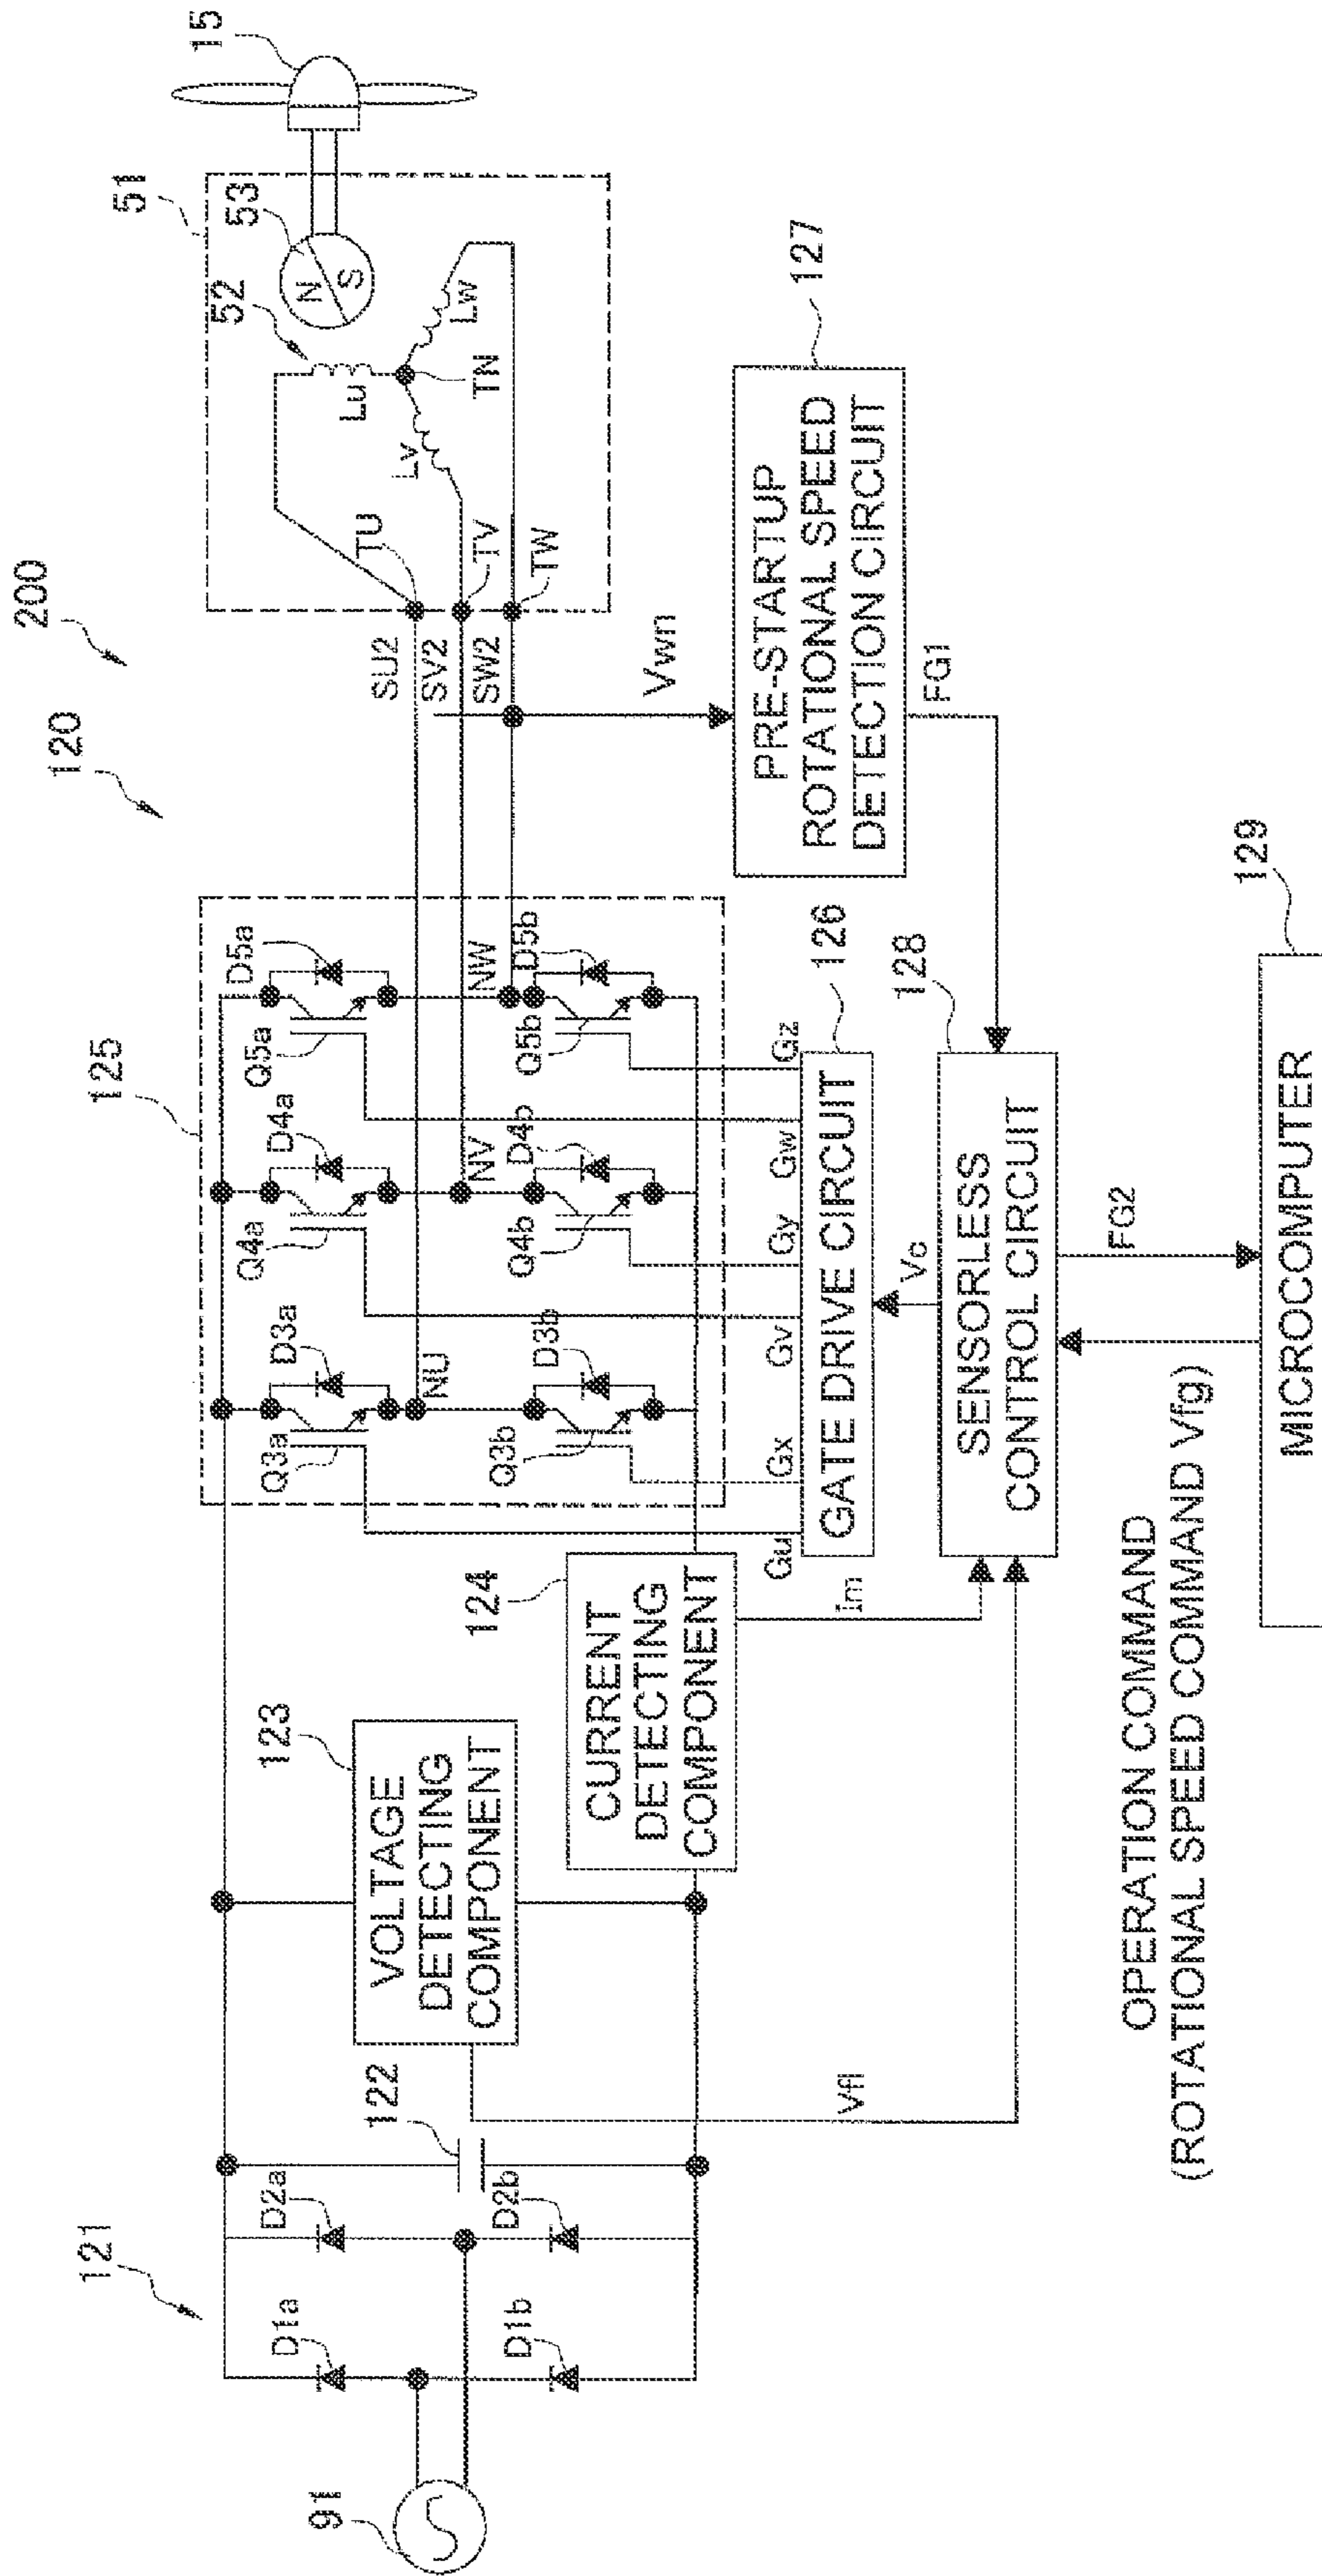 200
120
15
51
53
52
N
S
Lu
Lv
Lw
TN
TU
TV
TW
SU2
SV2
SW2
Vwn
127
PRE-STARTUP
ROTATIONAL SPEED
DETECTION CIRCUIT
FG1
125
Q3a
D3a
Q4a
D4a
Q5a
D5a
NU
NV
NW
Q3b
D3b
Q4b
D4b
Q5b
D5b
Gu
Gx
Gv
Gy
Gw
Gz
126
GATE DRIVE CIRCUIT
Vc
128
SENSORLESS
CONTROL CIRCUIT
FG2
129
MICROCOMPUTER
OPERATION COMMAND
(ROTATIONAL SPEED COMMAND Vfg)
124
CURRENT
DETECTING
COMPONENT
Im
123
VOLTAGE
DETECTING
COMPONENT
Vfl
122
121
D1a
D2a
D1b
D2b
91